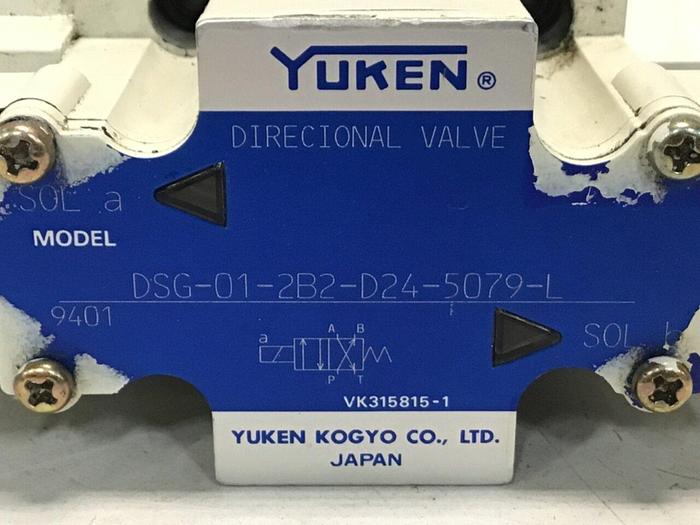 YUKEN®
DIRECIONAL VALVE
SOL a
MODEL
DSG-01-2B2-D24-5079-L
9401
SOL b
A B
a
P T
VK315815-1
YUKEN KOGYO CO., LTD.
JAPAN